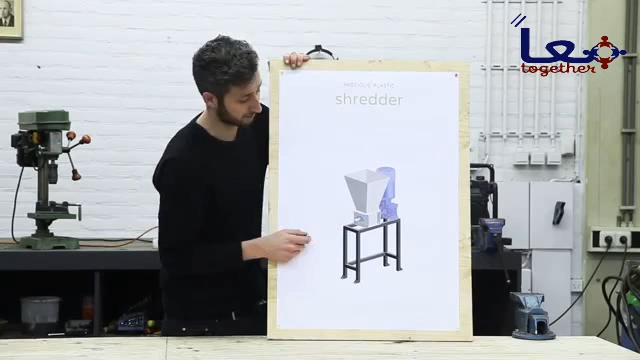 معاً
together
PRECIOUS PLASTIC
shredder